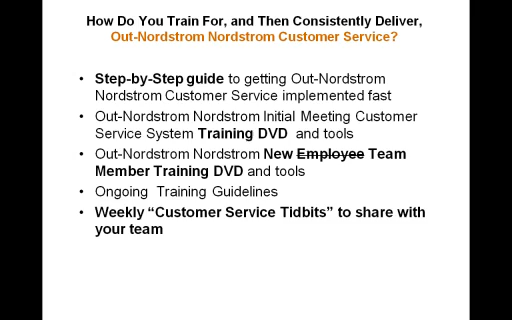 How Do You Train For, and Then Consistently Deliver,
Out-Nordstrom Nordstrom Customer Service?
• Step-by-Step guide to getting Out-Nordstrom
Nordstrom Customer Service implemented fast
• Out-Nordstrom Nordstrom Initial Meeting Customer
Service System Training DVD and tools
• Out-Nordstrom Nordstrom New Employee Team
Member Training DVD and tools
• Ongoing Training Guidelines
• Weekly “Customer Service Tidbits” to share with
your team